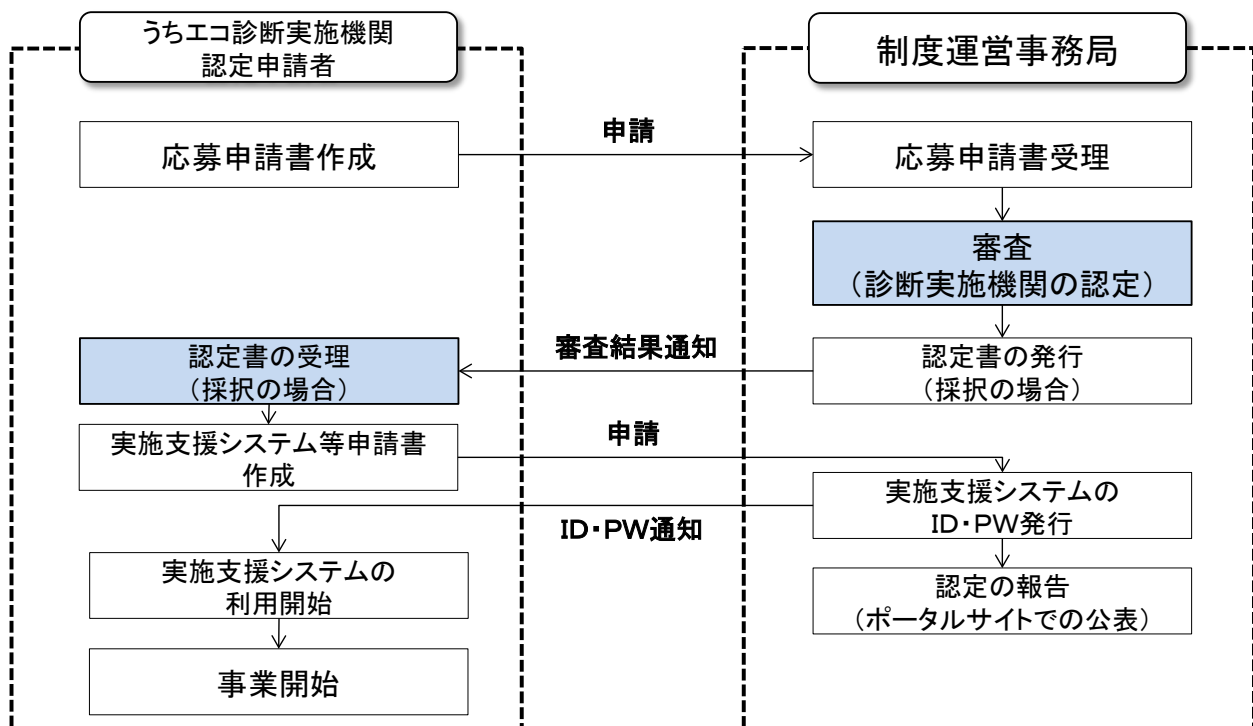 うちエコ診断実施機関
認定申請者
制度運営事務局
応募申請書作成
申請
応募申請書受理
審査
（診断実施機関の認定）
審査結果通知
認定書の受理
（採択の場合）
認定書の発行
（採択の場合）
実施支援システム等申請書
作成
申請
実施支援システムの
ID・PW発行
ID・PW通知
実施支援システムの
利用開始
認定の報告
（ポータルサイトでの公表）
事業開始